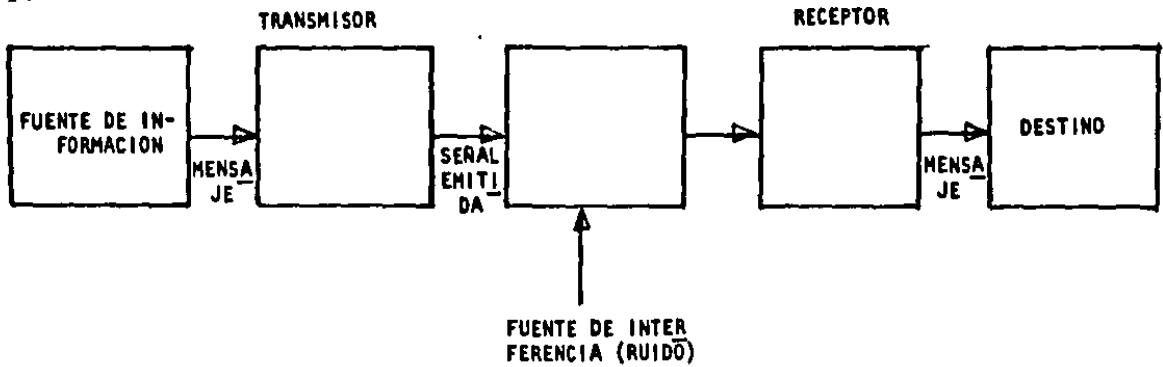 TRANSMISOR
RECEPTOR
FUENTE DE IN-
FORMACION
MENSA
JE
SEÑAL
EMITI
DA
MENSA
JE
DESTINO
FUENTE DE INTER
FERENCIA (RUIDO)